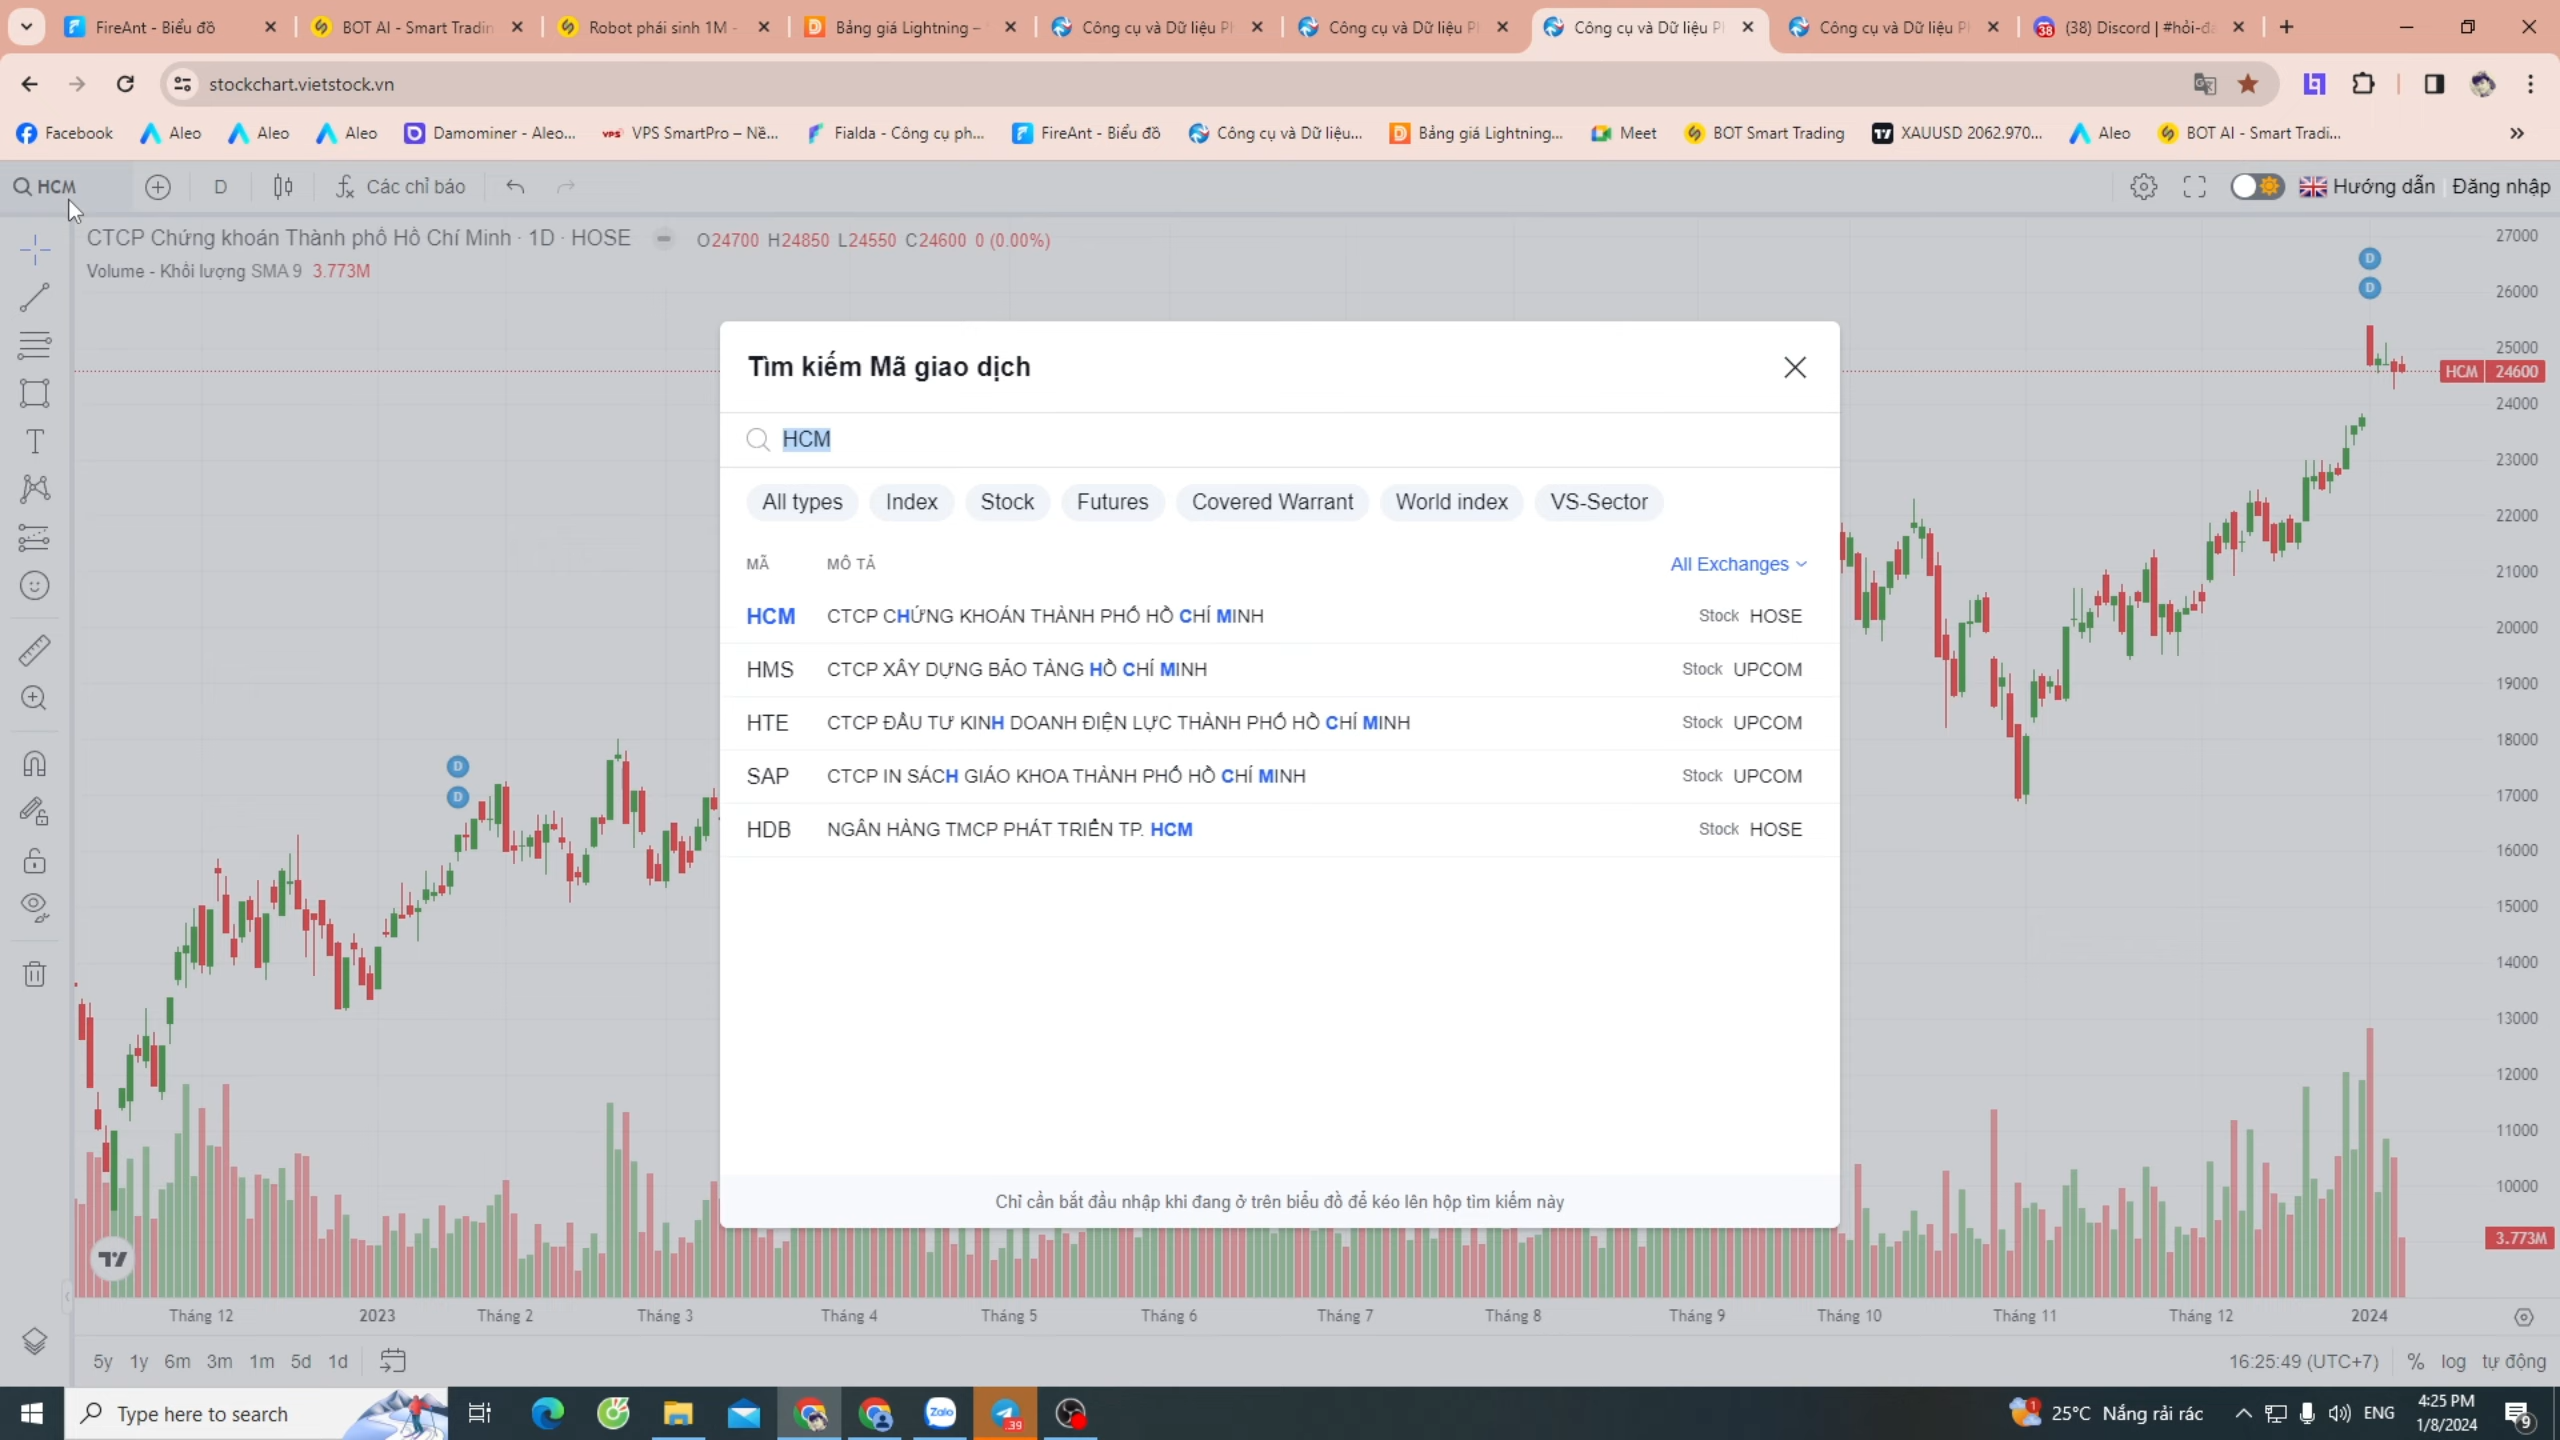 FireAnt - Biểu đồ
BOT AI - Smart Tradin
Robot phái sinh 1M -
Bảng giá Lightning –
Công cụ và Dữ liệu Ph
Công cụ và Dữ liệu P
Công cụ và Dữ liệu P
Công cụ và Dữ liệu P
(38) Discord | #hỏi-đá
stockchart.vietstock.vn
Facebook
Aleo
Aleo
Aleo
Damominer - Aleo...
VPS SmartPro – Nề...
Fialda - Công cụ ph...
FireAnt - Biểu đồ
Công cụ và Dữ liệu...
Bảng giá Lightning...
Meet
BOT Smart Trading
XAUUSD 2062.970...
Aleo
BOT AI - Smart Tradi...
HCM
D
Các chỉ báo
Hướng dẫn
Đăng nhập
CTCP Chứng khoán Thành phố Hồ Chí Minh · 1D · HOSE
O24700 H24850 L24550 C24600 0 (0.00%)
Volume - Khối lượng SMA 9 3.773M
Tìm kiếm Mã giao dịch
HCM
All types
Index
Stock
Futures
Covered Warrant
World index
VS-Sector
MÃ
MÔ TẢ
All Exchanges
HCM CTCP CHỨNG KHOÁN THÀNH PHỐ HỒ CHÍ MINH Stock HOSE
HMS CTCP XÂY DỰNG BẢO TÀNG HỒ CHÍ MINH Stock UPCOM
HTE CTCP ĐẦU TƯ KINH DOANH ĐIỆN LỰC THÀNH PHỐ HỒ CHÍ MINH Stock UPCOM
SAP CTCP IN SÁCH GIÁO KHOA THÀNH PHỐ HỒ CHÍ MINH Stock UPCOM
HDB NGÂN HÀNG TMCP PHÁT TRIỂN TP. HCM Stock HOSE
Chỉ cần bắt đầu nhập khi đang ở trên biểu đồ để kéo lên hộp tìm kiếm này
D
D
D
D
27000
26000
25000
HCM 24600
24000
23000
22000
21000
20000
19000
18000
17000
16000
15000
14000
13000
12000
11000
10000
3.773M
Tháng 12
2023
Tháng 2
Tháng 3
Tháng 4
Tháng 5
Tháng 6
Tháng 7
Tháng 8
Tháng 9
Tháng 10
Tháng 11
Tháng 12
2024
5y 1y 6m 3m 1m 5d 1d
16:25:49 (UTC+7)
% log tự động
Type here to search
Zalo
39
1
25°C Nắng rải rác
ENG
4:25 PM
1/8/2024
9